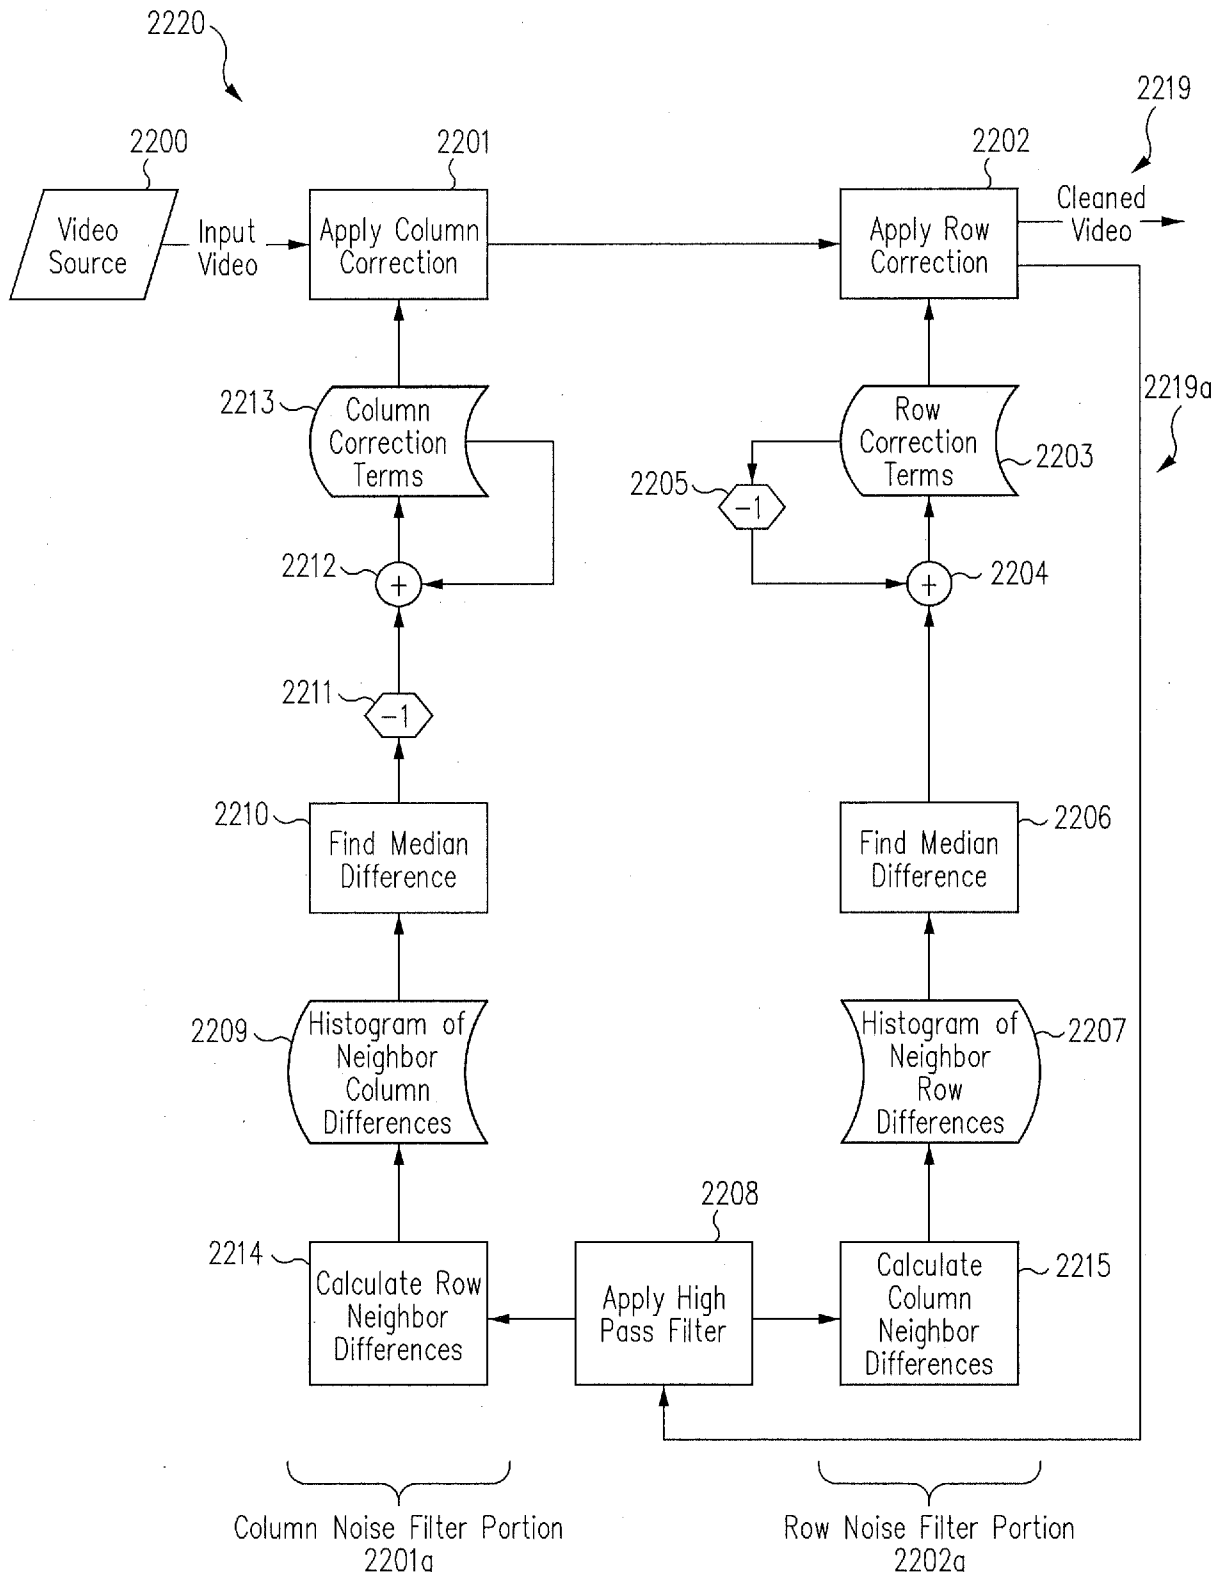 2220
2219
2200
2201
2202
Video
Source
Input
Video
Apply Column
Correction
Apply Row
Correction
Cleaned
Video
2213
Column
Correction
Terms
Row
Correction
Terms
2203
2219a
2205
-1
2212
+
+
2204
2211
-1
2210
Find Median
Difference
Find Median
Difference
2206
2209
Histogram of
Neighbor
Column
Differences
Histogram of
Neighbor
Row
Differences
2207
2208
2214
Calculate Row
Neighbor
Differences
Apply High
Pass Filter
Calculate
Column
Neighbor
Differences
2215
Column Noise Filter Portion
2201a
Row Noise Filter Portion
2202a